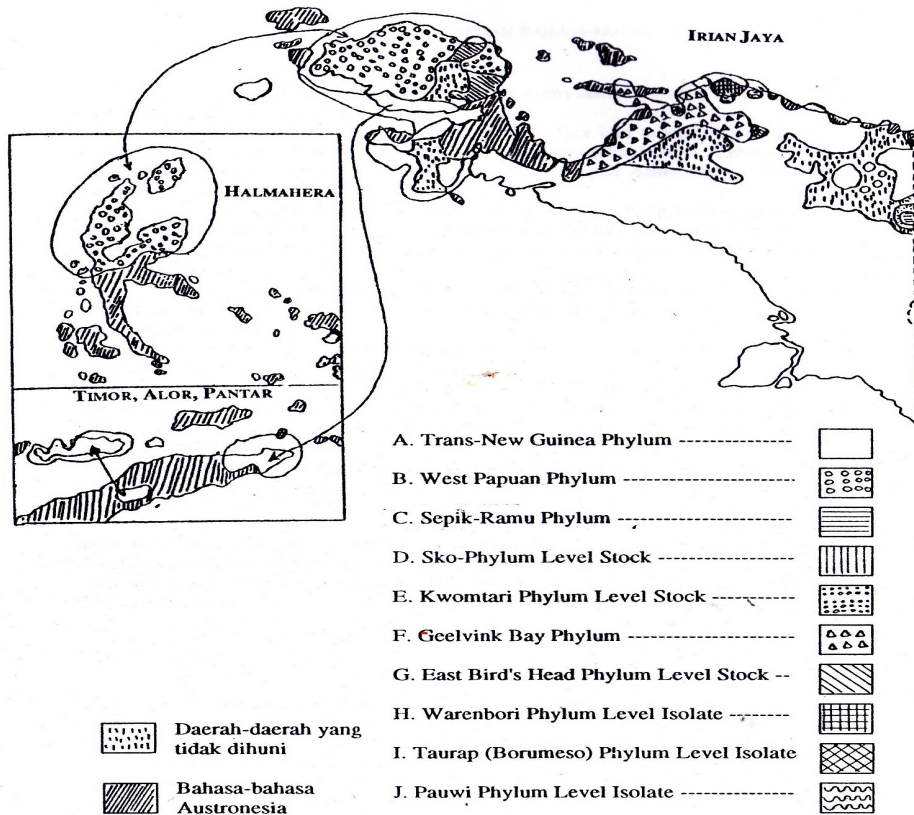 IRIAN JAYA
HALMAHERA
TIMOR, ALOR, PANTAR
A. Trans-New Guinea Phylum
B. West Papuan Phylum
C. Sepik-Ramu Phylum
D. Sko-Phylum Level Stock
E. Kwomtari Phylum Level Stock
F. Geelvink Bay Phylum
G. East Bird's Head Phylum Level Stock
H. Warenbori Phylum Level Isolate
I. Taurap (Borumeso) Phylum Level Isolate
J. Pauwi Phylum Level Isolate
Daerah-daerah yang
tidak dihuni
Bahasa-bahasa
Austronesia